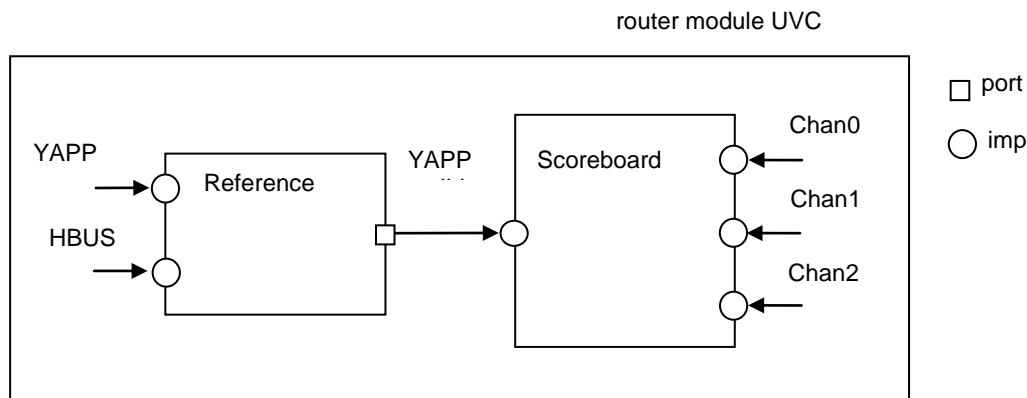 router module UVC
port
imp
YAPP
HBUS
Reference
YAPP
Scoreboard
Chan0
Chan1
Chan2